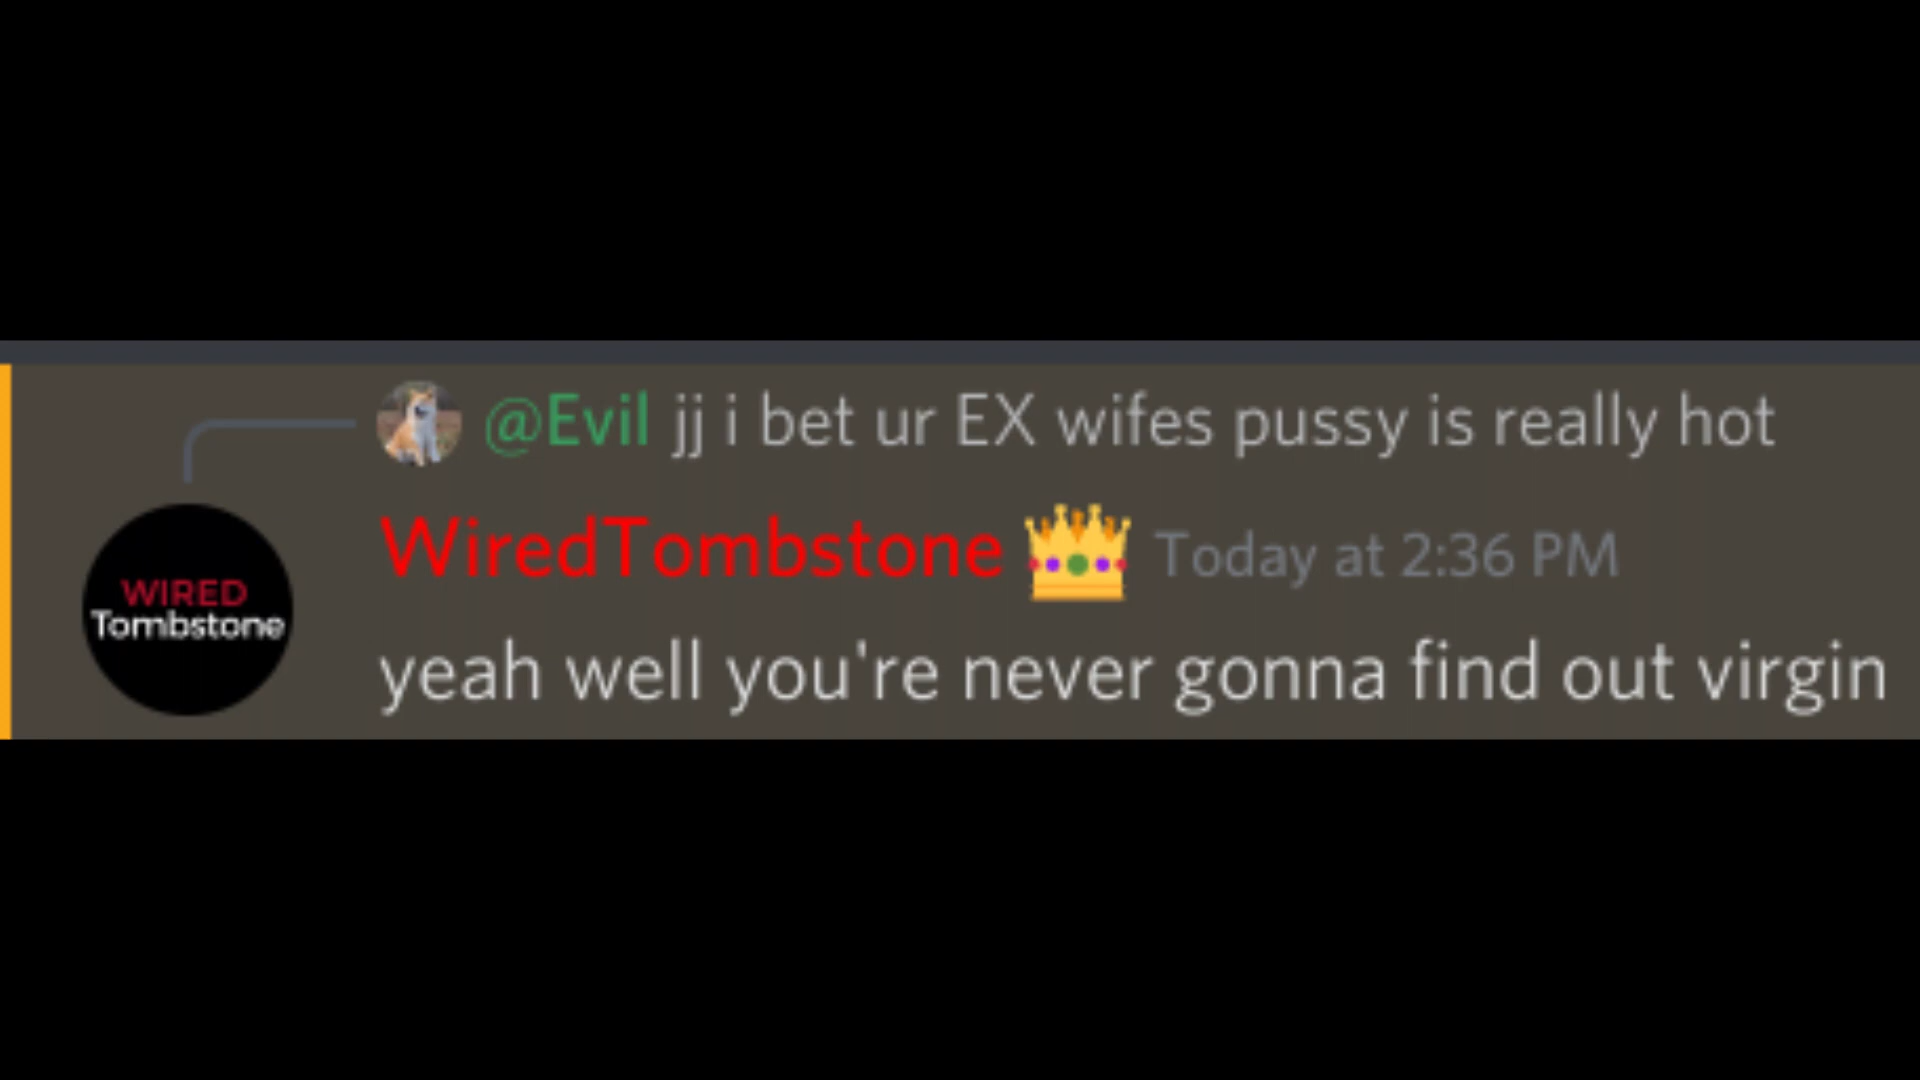 @Evil jj i bet ur EX wifes pussy is really hot
WiredTombstone 👑 Today at 2:36 PM
WIRED
Tombstone
yeah well you're never gonna find out virgin